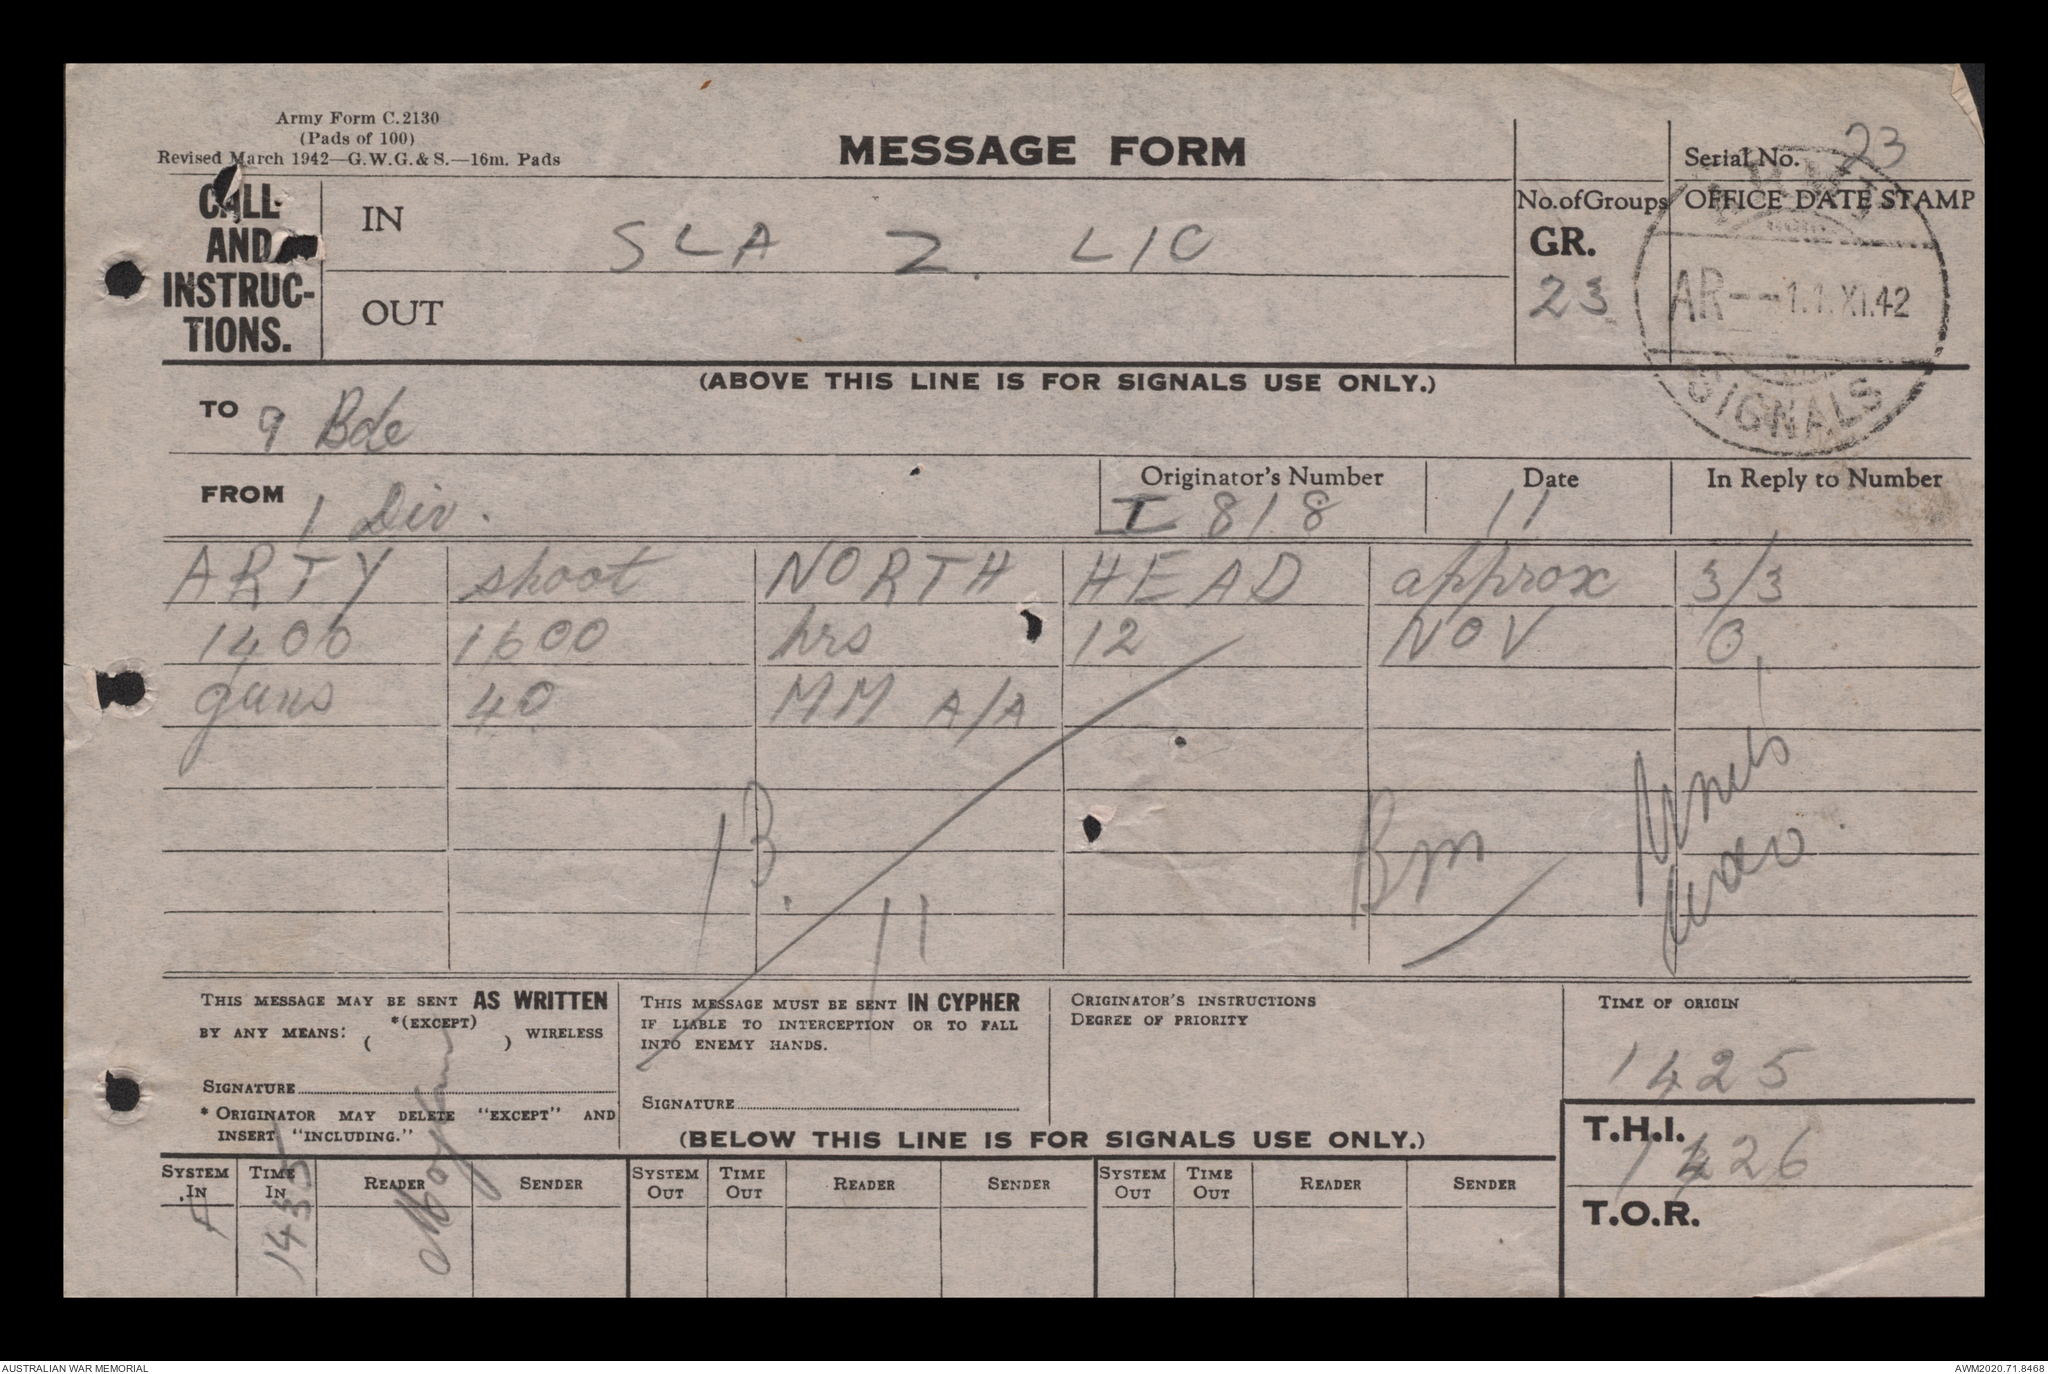 Army Form C.2130
(Pads of 100)
Revised March 1942—G.W.G.&S.—16m. Pads
MESSAGE FORM
Serial No. 23
CALL AND INSTRUC- TIONS.
IN SLA Z. LIC
OUT
No. of Groups
GR.
23
OFFICE DATE STAMP
AR -- 11.XI.42
SIGNALS
(ABOVE THIS LINE IS FOR SIGNALS USE ONLY.)
TO 9 Bde
FROM 1 Div.
Originator's Number
I 818
Date
11
In Reply to Number
ARTY shoot NORTH HEAD approx 3/3
1400 1600 hrs 12 NOV
guns 40 MM A/A
13.
11
Bm
THIS MESSAGE MAY BE SENT AS WRITTEN
BY ANY MEANS: ( *(EXCEPT) ) WIRELESS
SIGNATURE
* ORIGINATOR MAY DELETE "EXCEPT" AND
INSERT "INCLUDING."
THIS MESSAGE MUST BE SENT IN CYPHER
IF LIABLE TO INTERCEPTION OR TO FALL
INTO ENEMY HANDS.
SIGNATURE
ORIGINATOR'S INSTRUCTIONS
DEGREE OF PRIORITY
TIME OF ORIGIN
1425
(BELOW THIS LINE IS FOR SIGNALS USE ONLY.)
T.H.I.
1426
T.O.R.
SYSTEM IN TIME IN READER SENDER SYSTEM OUT TIME OUT READER SENDER SYSTEM OUT TIME OUT READER SENDER
1435
AUSTRALIAN WAR MEMORIAL
AWM2020.71.8468